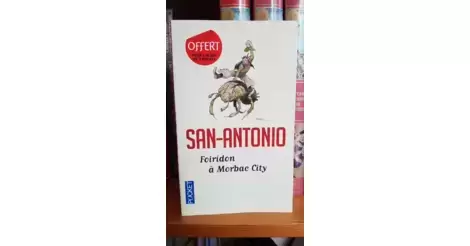 OFFERT
SAN-ANTONIO
Foiridon
à Morbac City
POCKET